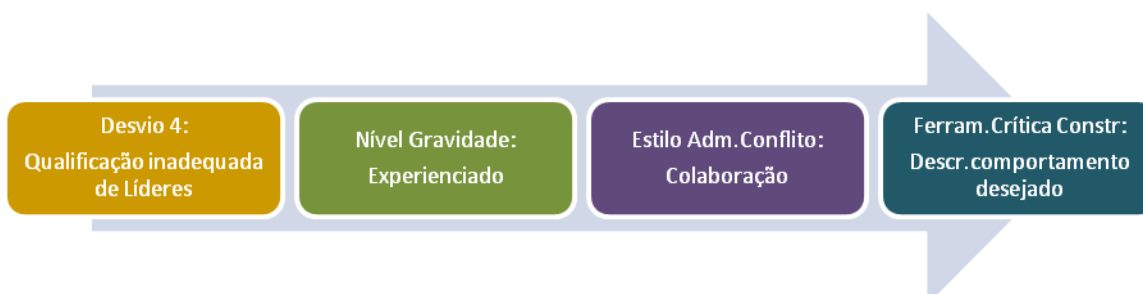 Desvio 4:
Qualificação inadequada
de Líderes
Nível Gravidade:
Experienciado
Estilo Adm.Conflito:
Colaboração
Ferram.Crítica Constr:
Descr.comportamento
desejado